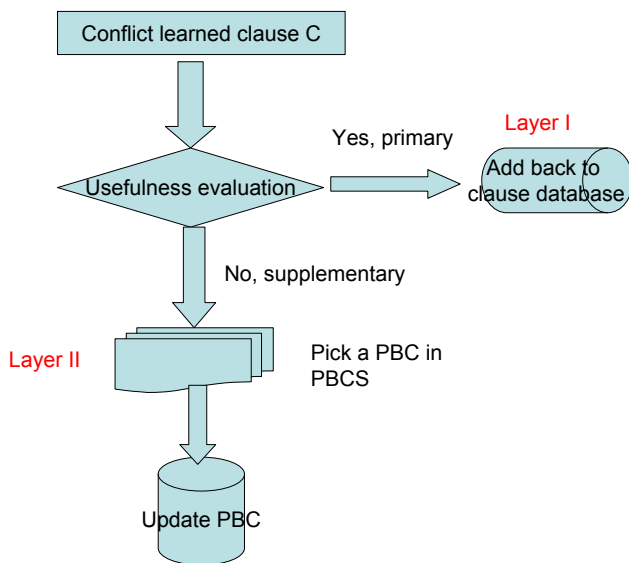 Conflict learned clause C
Layer I
Yes, primary
Add back to
clause database
Usefulness evaluation
No, supplementary
Layer II
Pick a PBC in
PBCS
Update PBC